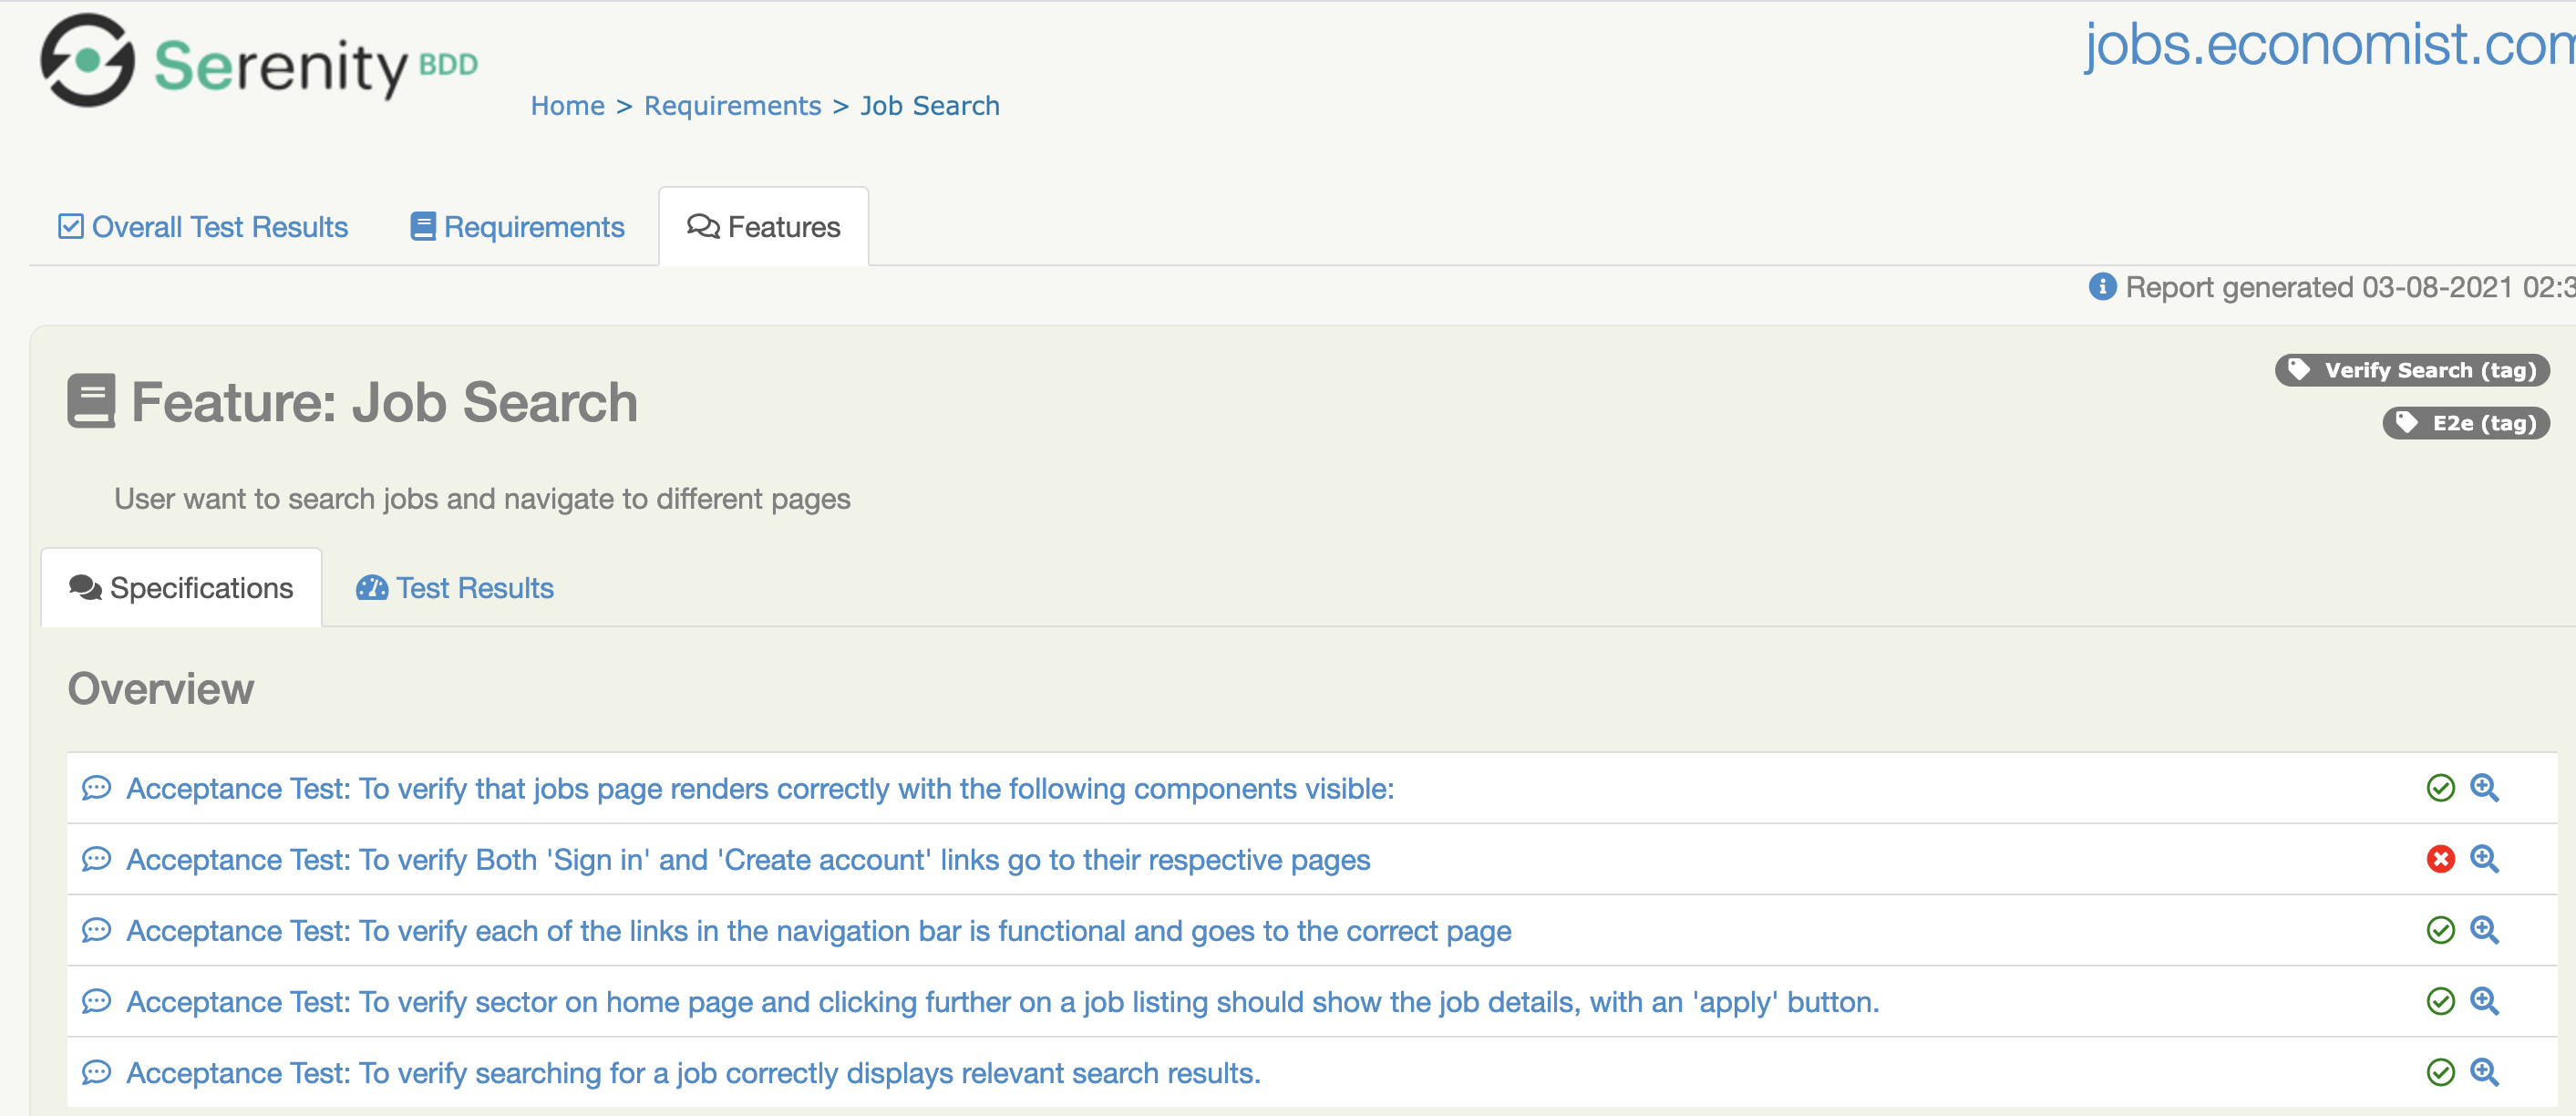 Serenity BDD
jobs.economist.com
Home > Requirements > Job Search
Overall Test Results
Requirements
Features
Report generated 03-08-2021
Verify Search (tag)
Feature: Job Search
E2e (tag)
User want to search jobs and navigate to different pages
Specifications
Test Results
Overview
Acceptance Test: To verify that jobs page renders correctly with the following components visible:
Acceptance Test: To verify Both 'Sign in' and 'Create account' links go to their respective pages
Acceptance Test: To verify each of the links in the navigation bar is functional and goes to the correct page
Acceptance Test: To verify sector on home page and clicking further on a job listing should show the job details, with an 'apply' button.
Acceptance Test: To verify searching for a job correctly displays relevant search results.